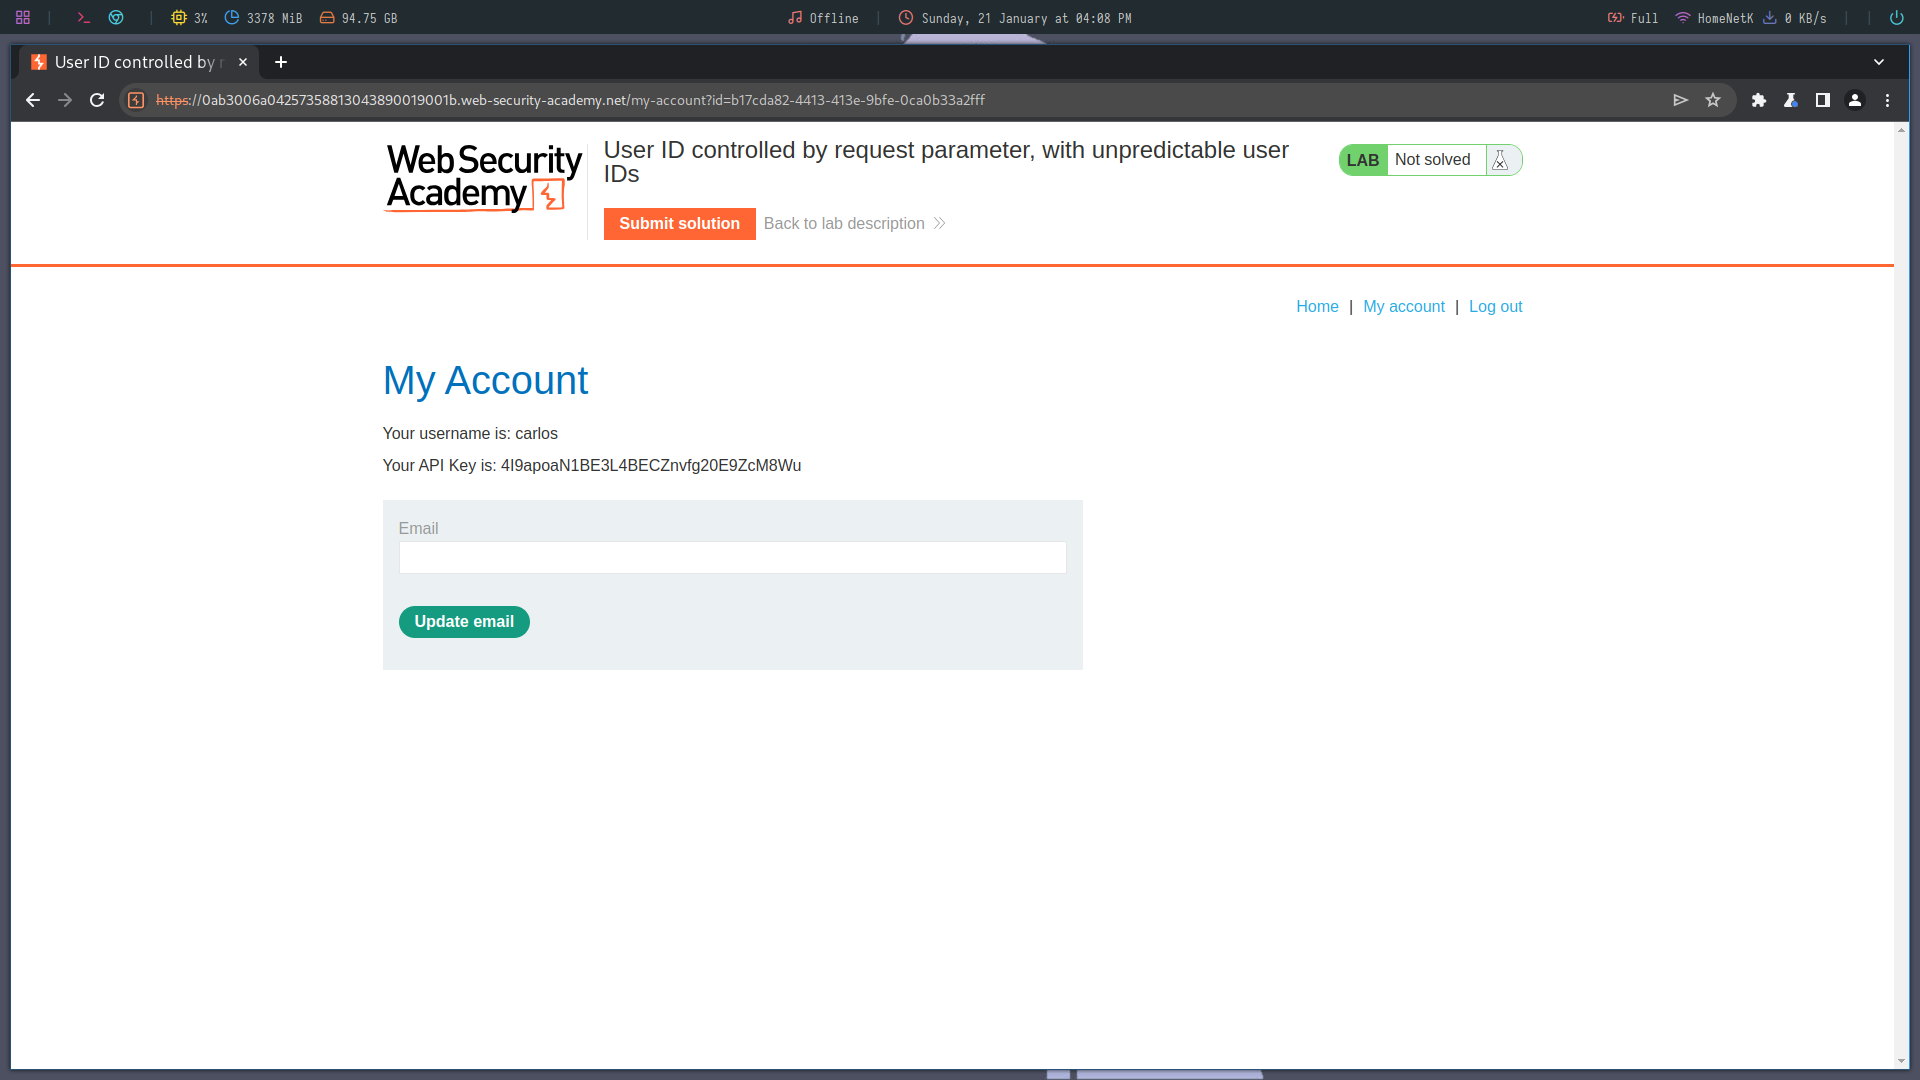 3% 3378 MiB 94.75 GB Offline Sunday, 21 January at 04:08 PM Full HomeNetK 0 KB/s
User ID controlled by r
https://0ab3006a04257358813043890019001b.web-security-academy.net/my-account?id=b17cda82-4413-413e-9bfe-0ca0b33a2fff
Web Security
Academy
User ID controlled by request parameter, with unpredictable user
IDs
LAB Not solved
Submit solution Back to lab description
Home | My account | Log out
My Account
Your username is: carlos
Your API Key is: 4I9apoaN1BE3L4BECZnvfg20E9ZcM8Wu
Email
Update email